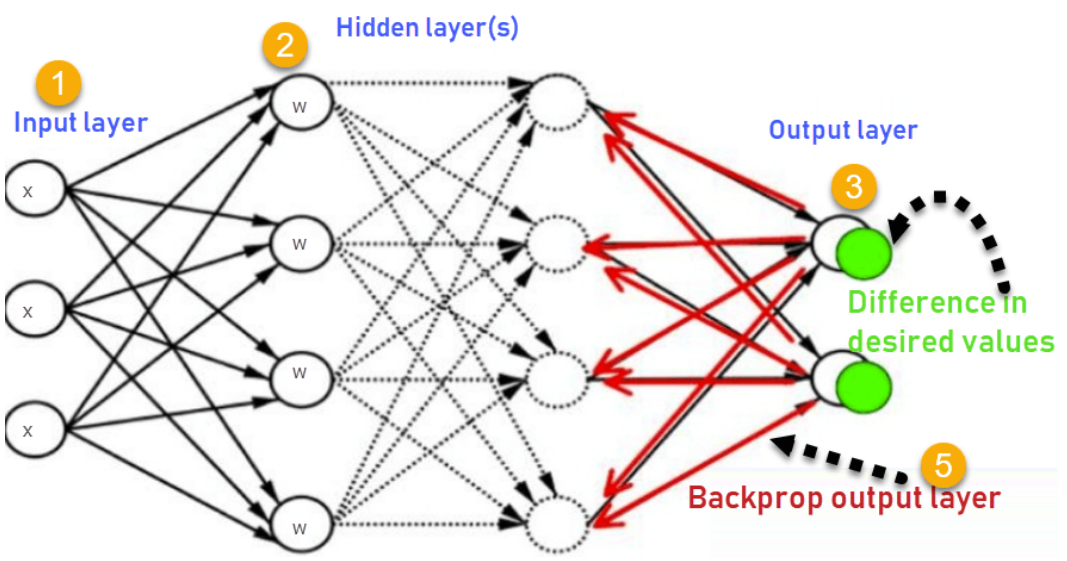 2
Hidden layer(s)
1
Input layer
Output layer
3
x
x
x
w
w
w
w
Difference in
desired values
5
Backprop output layer